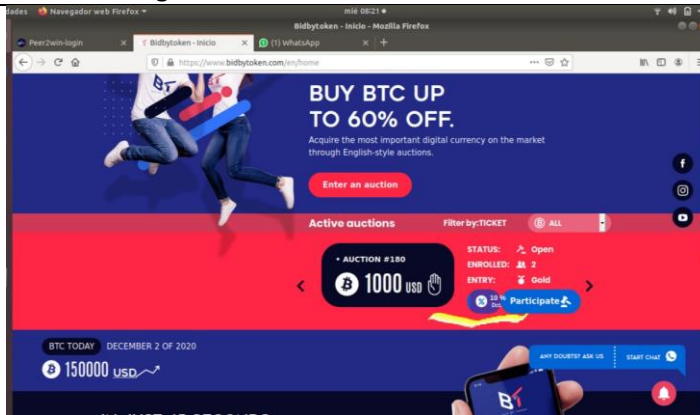 dades Navegador web Firefox
mié 08:21
Bidbytoken - Inicio - Mozilla Firefox
Peer2win-login × Bidbytoken - Inicio × (1) WhatsApp × +
https://www.bidbytoken.com/en/home
BUY BTC UP
TO 60% OFF.
Acquire the most important digital currency on the market
through English-style auctions.
Enter an auction
Active auctions Filter by:TICKET ALL
• AUCTION #180
1000 USD
STATUS: Open
ENROLLED: 2
ENTRY: Gold
10 %
Participate
BTC TODAY DECEMBER 2 OF 2020
150000 USD
ANY DOUBTS? ASK US START CHAT
BT